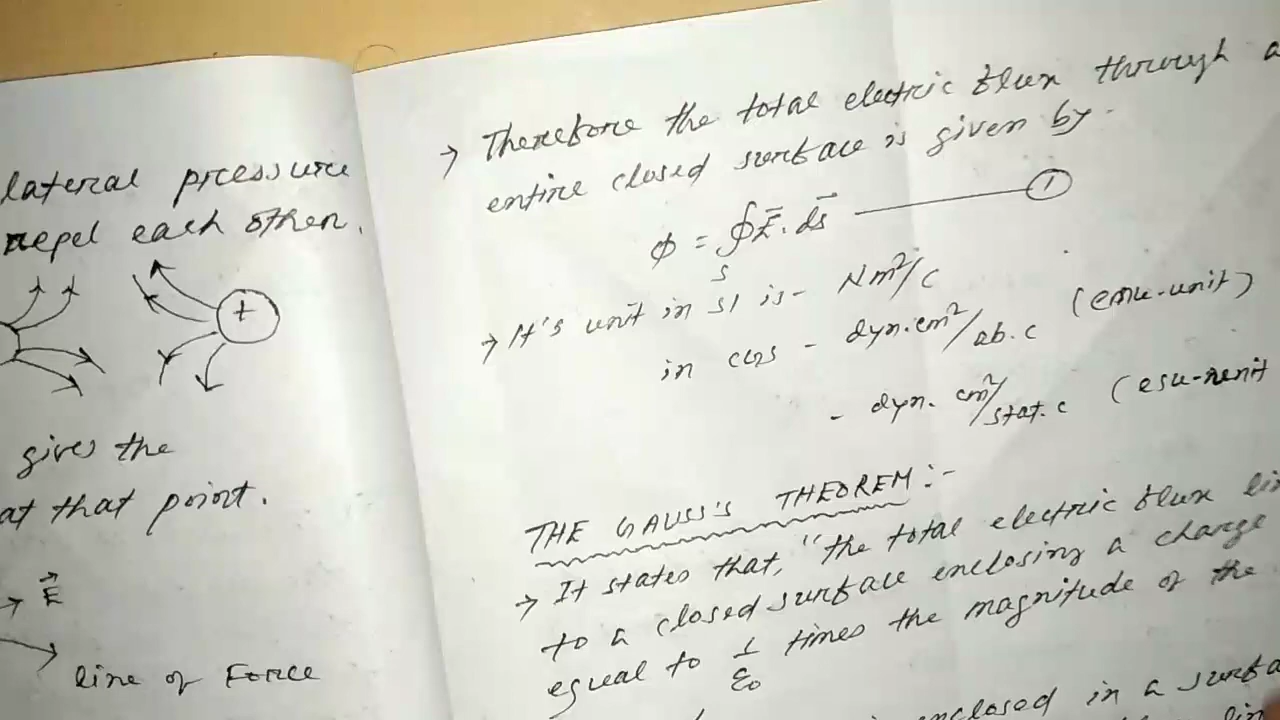 lateral pressure
repel each other.
+
gives the
at that point.
→ E⃗
line of Force
→ Therefore the total electric flux through a
entire closed surface is given by.
ϕ = ∮ₛ E⃗. ds⃗ ——— ①
→ It's unit in SI is - Nm²/C
in cgs - dyn.cm²/ab.c (emu-unit)
- dyn. cm²/stat.c (esu-unit
THE GAUSS'S THEOREM :-
→ It states that, "the total electric flux
to a closed surface enclosing a charge
equal to 1/ε₀ times the magnitude of the
enclosed in a